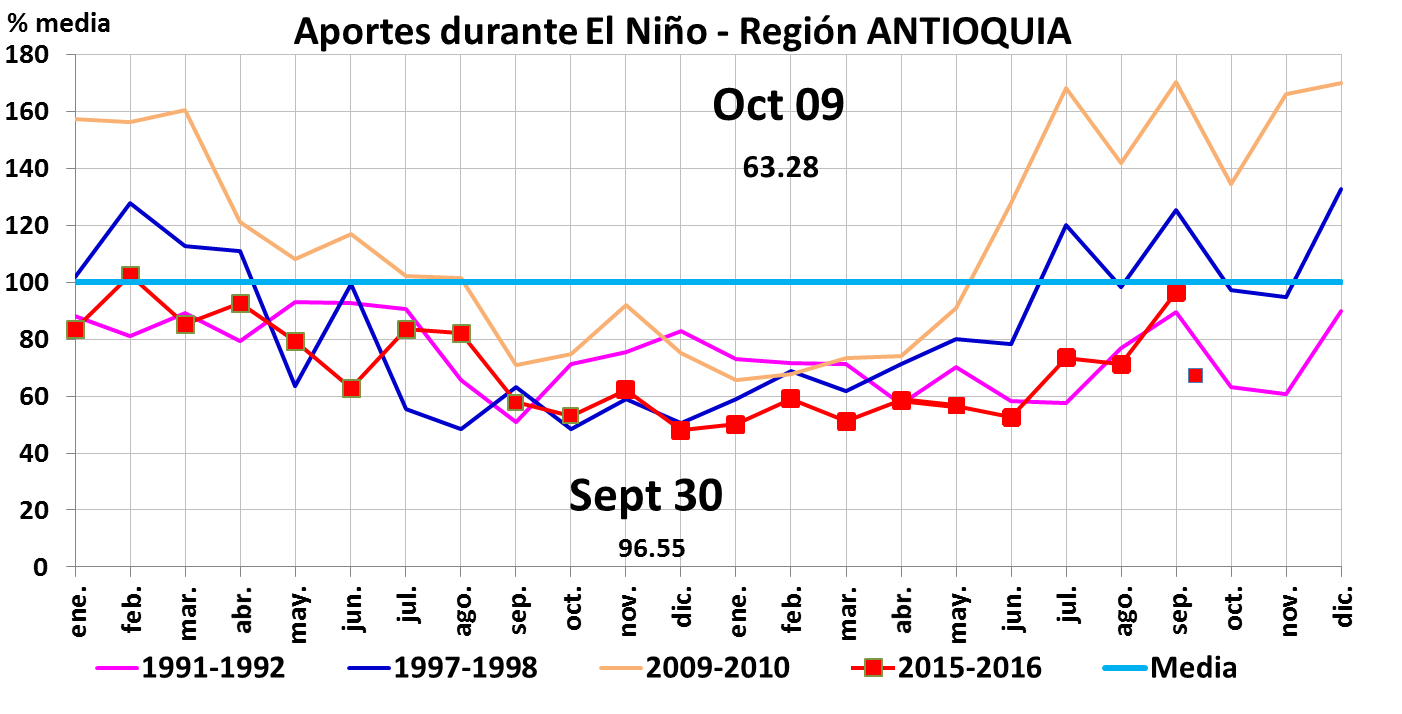 % media
Aportes durante El Niño - Región ANTIOQUIA
180
160
140
120
100
80
60
40
20
0
Oct 09
63.28
Sept 30
96.55
ene.
feb.
mar.
abr.
may.
jun.
jul.
ago.
sep.
oct.
nov.
dic.
ene.
feb.
mar.
abr.
may.
jun.
jul.
ago.
sep.
oct.
nov.
dic.
1991-1992
1997-1998
2009-2010
2015-2016
Media